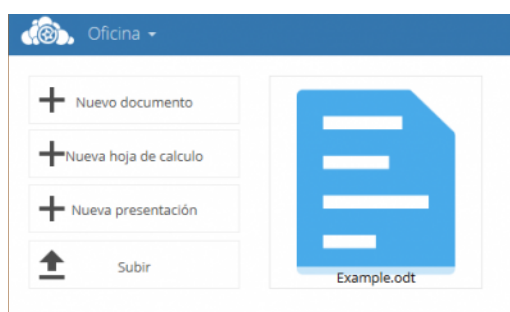 Oficina
Nuevo documento
Nueva hoja de calculo
Nueva presentación
Subir
Example.odt